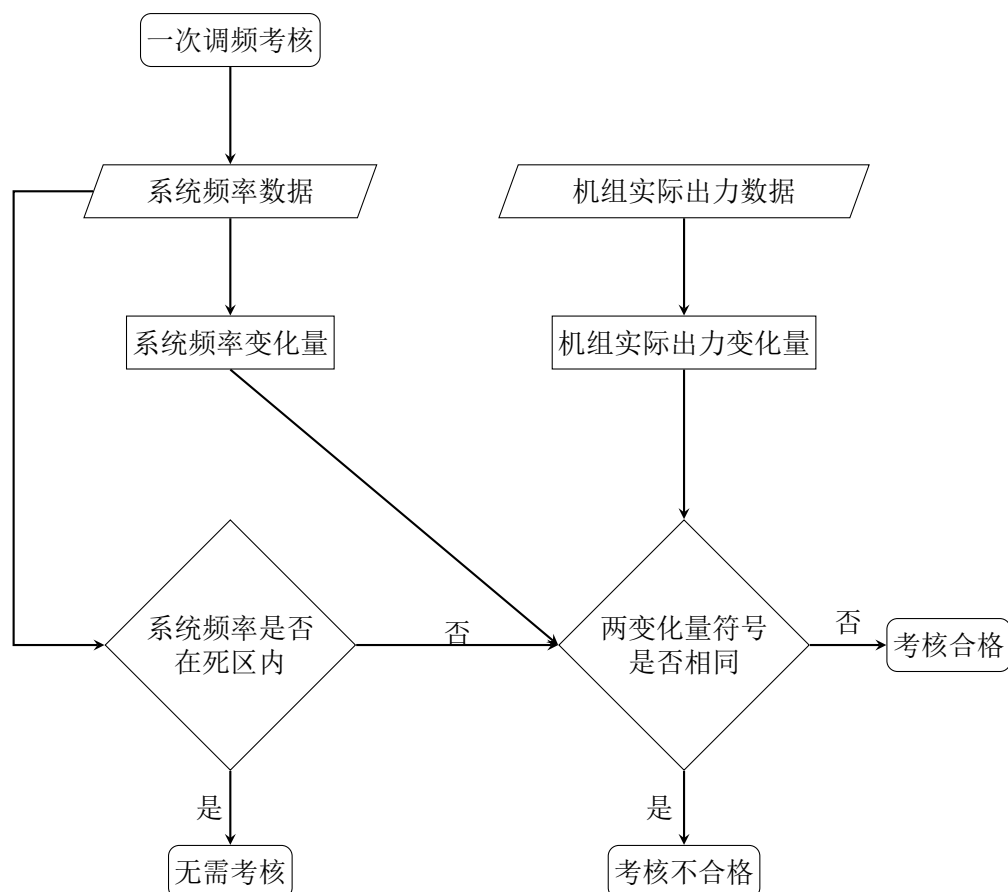 一次调频考核
系统频率数据
机组实际出力数据
系统频率变化量
机组实际出力变化量
系统频率是否
在死区内
否
两变化量符号
是否相同
否
考核合格
是
是
无需考核
考核不合格